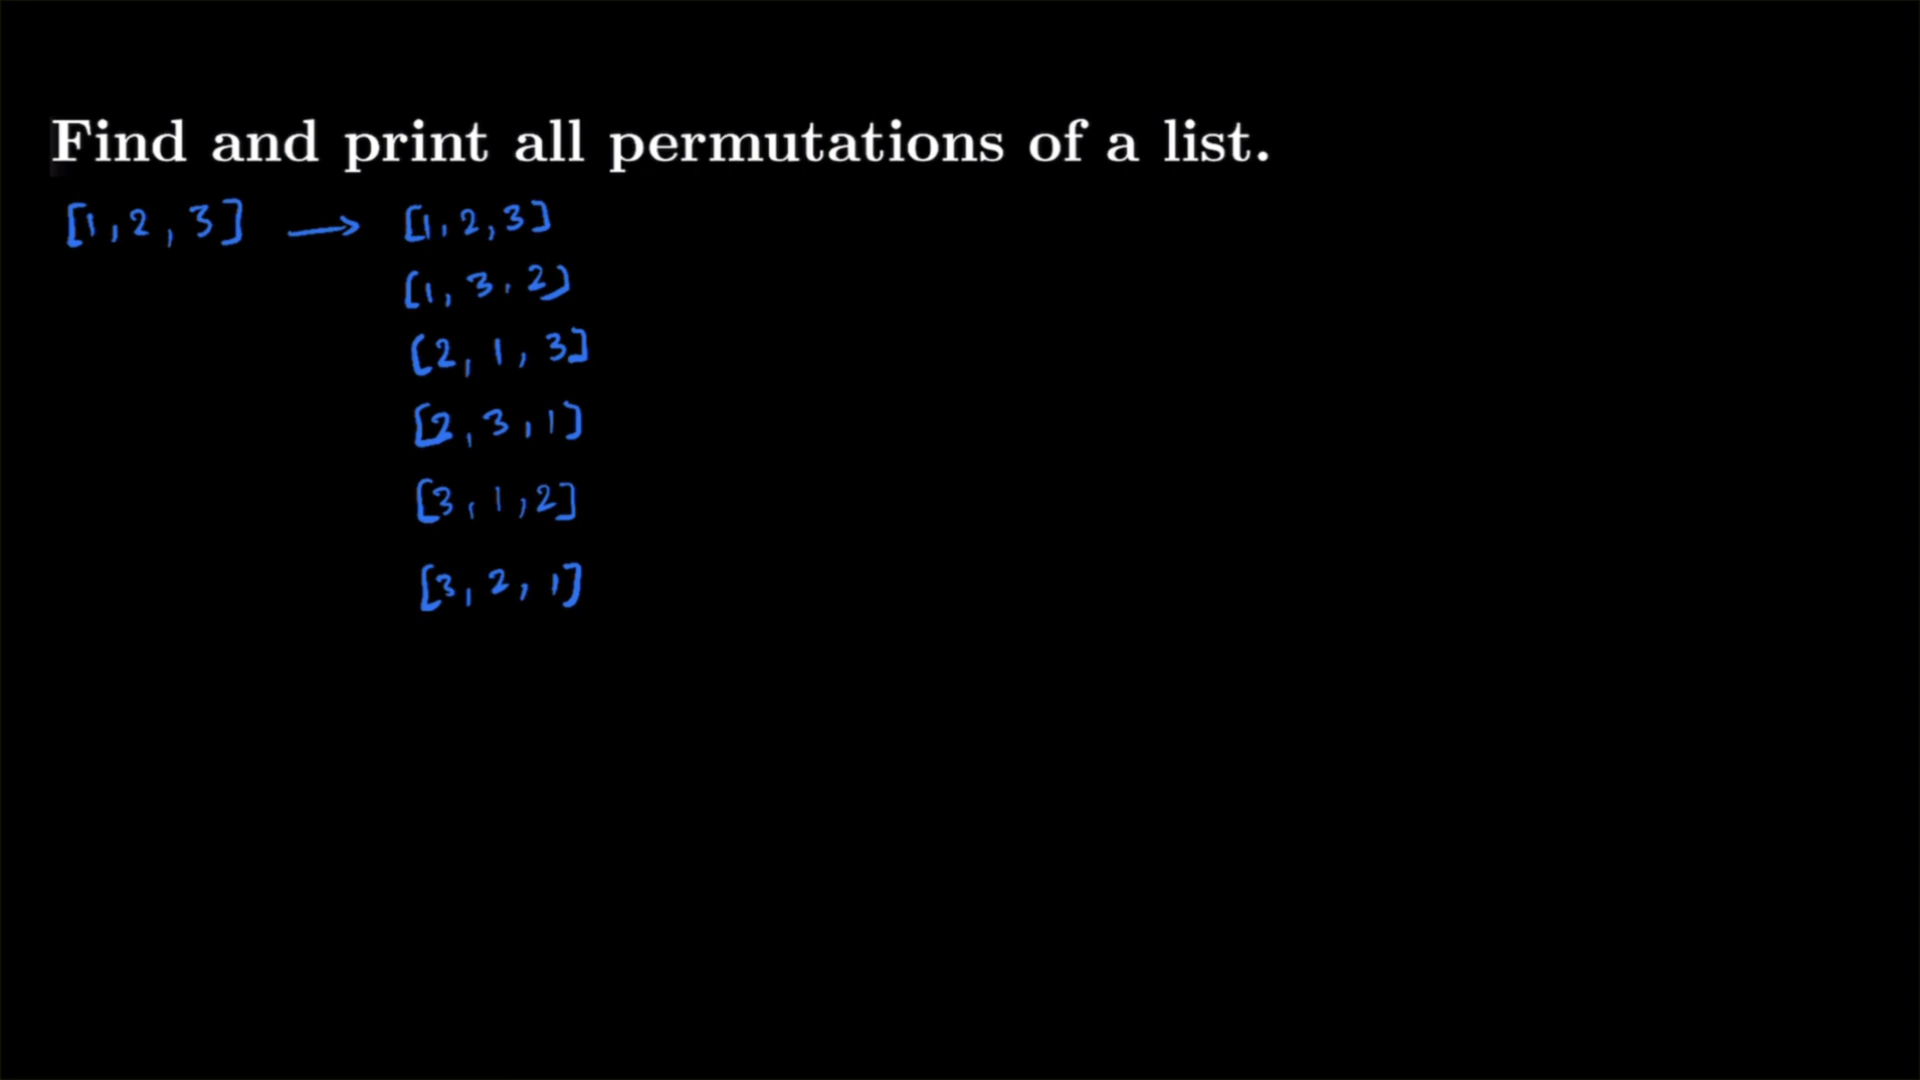 Find and print all permutations of a list.
[1, 2, 3] → [1, 2, 3]
[1, 3, 2]
[2, 1, 3]
[2, 3, 1]
[3, 1, 2]
[3, 2, 1]